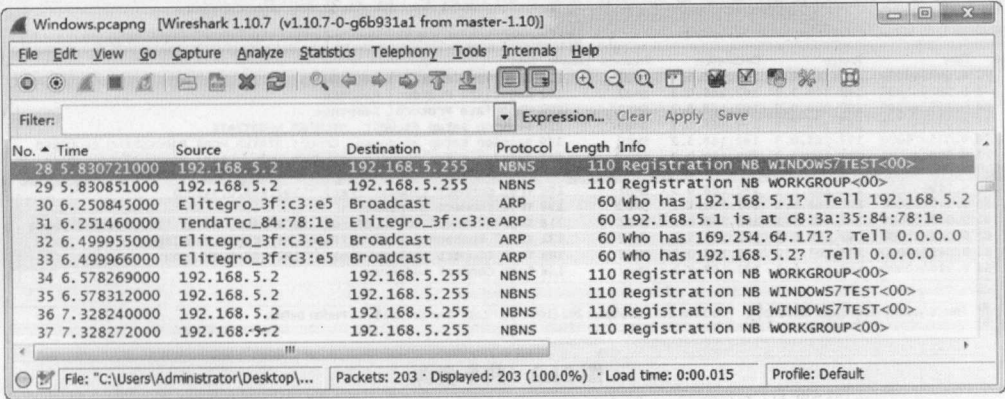 Windows.pcapng [Wireshark 1.10.7 (v1.10.7-0-g6b931a1 from master-1.10)]
File Edit View Go Capture Analyze Statistics Telephony Tools Internals Help
Filter: Expression... Clear Apply Save
No. Time Source Destination Protocol Length Info
28 5.830721000 192.168.5.2 192.168.5.255 NBNS 110 Registration NB WINDOWS7TEST<00>
29 5.830851000 192.168.5.2 192.168.5.255 NBNS 110 Registration NB WORKGROUP<00>
30 6.250845000 Elitegro_3f:c3:e5 Broadcast ARP 60 Who has 192.168.5.1? Tell 192.168.5.2
31 6.251460000 TendaTec_84:78:1e Elitegro_3f:c3:e ARP 60 192.168.5.1 is at c8:3a:35:84:78:1e
32 6.499955000 Elitegro_3f:c3:e5 Broadcast ARP 60 Who has 169.254.64.171? Tell 0.0.0.0
33 6.499966000 Elitegro_3f:c3:e5 Broadcast ARP 60 Who has 192.168.5.2? Tell 0.0.0.0
34 6.578269000 192.168.5.2 192.168.5.255 NBNS 110 Registration NB WORKGROUP<00>
35 6.578312000 192.168.5.2 192.168.5.255 NBNS 110 Registration NB WINDOWS7TEST<00>
36 7.328240000 192.168.5.2 192.168.5.255 NBNS 110 Registration NB WINDOWS7TEST<00>
37 7.328272000 192.168.5.2 192.168.5.255 NBNS 110 Registration NB WORKGROUP<00>
File: "C:\Users\Administrator\Desktop\... Packets: 203 · Displayed: 203 (100.0%) · Load time: 0:00.015 Profile: Default